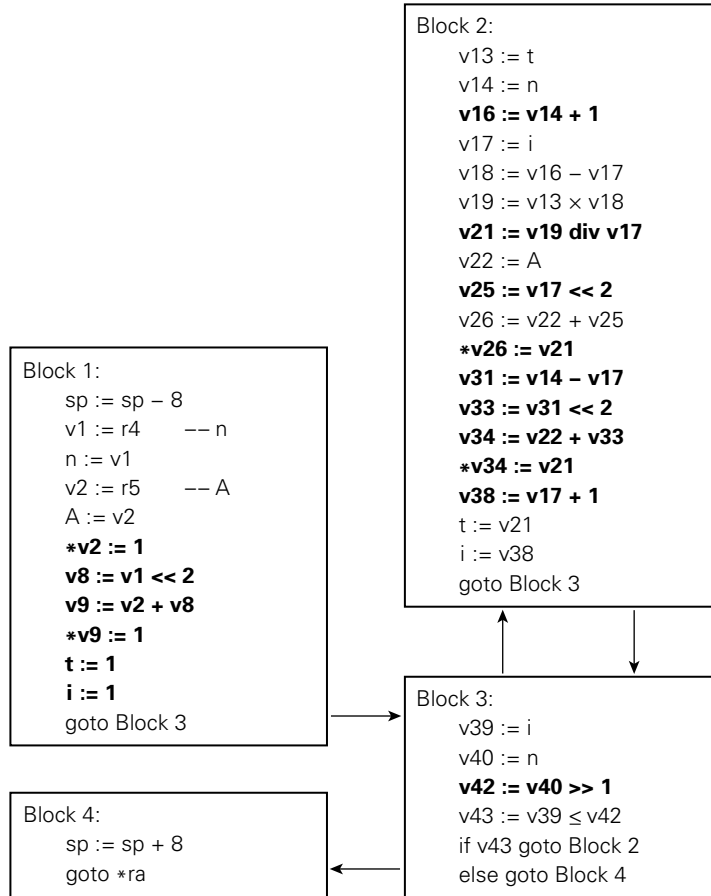 Block 1:
sp := sp – 8
v1 := r4 –– n
n := v1
v2 := r5 –– A
A := v2
*v2 := 1
v8 := v1 << 2
v9 := v2 + v8
*v9 := 1
t := 1
i := 1
goto Block 3
Block 2:
v13 := t
v14 := n
v16 := v14 + 1
v17 := i
v18 := v16 – v17
v19 := v13 × v18
v21 := v19 div v17
v22 := A
v25 := v17 << 2
v26 := v22 + v25
*v26 := v21
v31 := v14 – v17
v33 := v31 << 2
v34 := v22 + v33
*v34 := v21
v38 := v17 + 1
t := v21
i := v38
goto Block 3
Block 3:
v39 := i
v40 := n
v42 := v40 >> 1
v43 := v39 ≤ v42
if v43 goto Block 2
else goto Block 4
Block 4:
sp := sp + 8
goto *ra